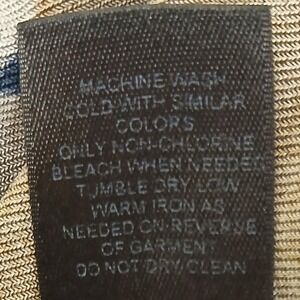 MACHINE WASH
COLD WITH SIMILAR
COLORS
ONLY NON-CHLORINE
BLEACH WHEN NEEDED
TUMBLE DRY LOW
WARM IRON AS
NEEDED ON REVERSE
OF GARMENT
DO NOT DRY CLEAN